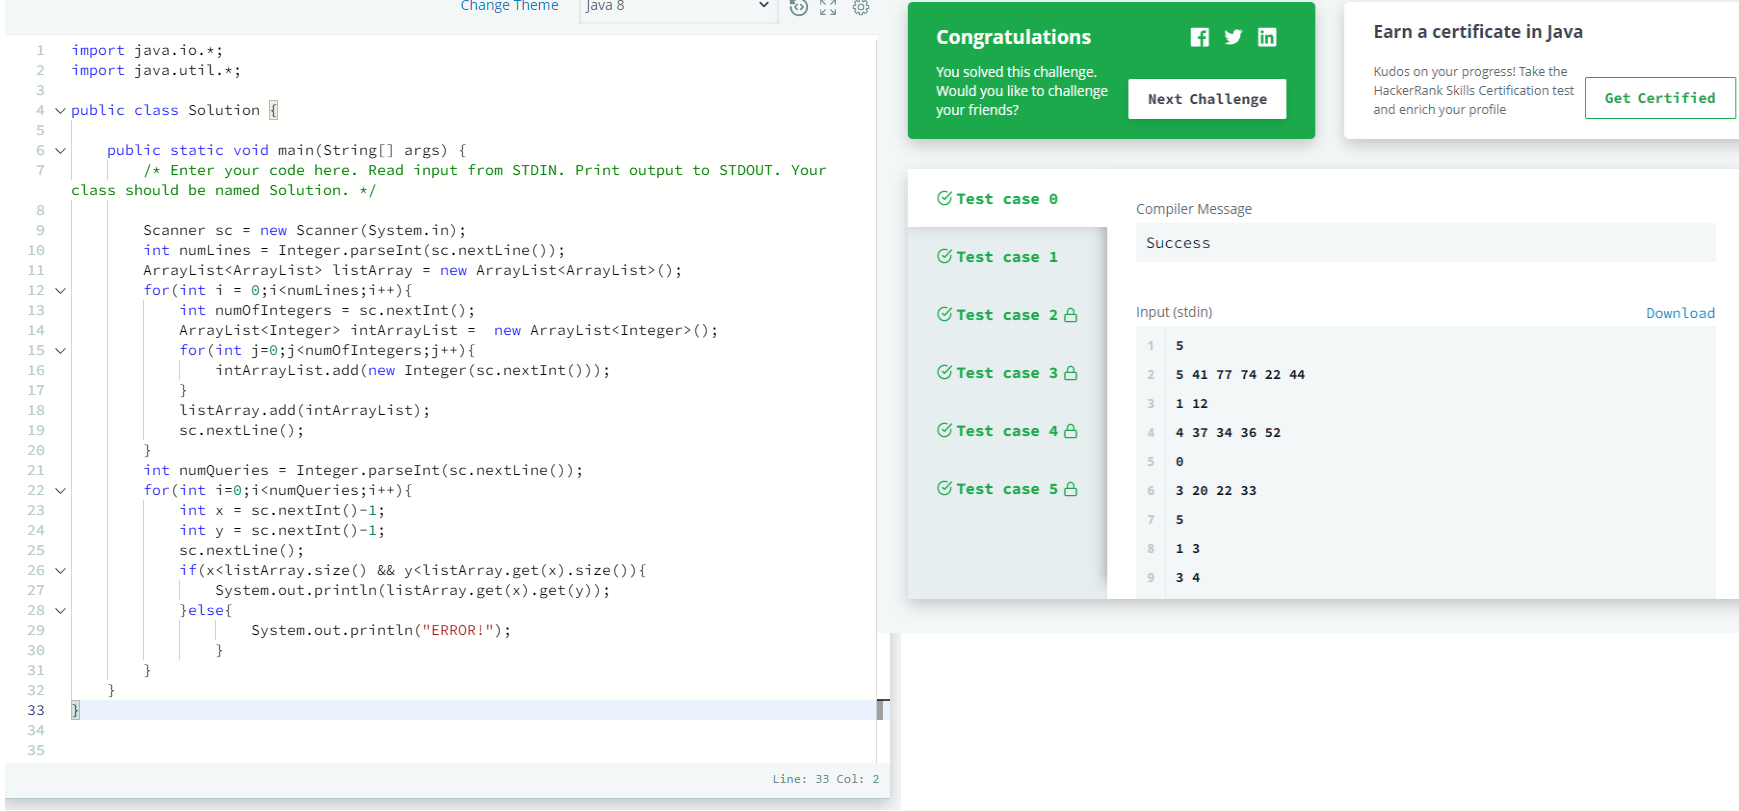 Change Theme Java 8
1 import java.io.*;
2 import java.util.*;
3
4 public class Solution {
5
6 public static void main(String[] args) {
7 /* Enter your code here. Read input from STDIN. Print output to STDOUT. Your
class should be named Solution. */
8
9 Scanner sc = new Scanner(System.in);
10 int numLines = Integer.parseInt(sc.nextLine());
11 ArrayList<ArrayList> listArray = new ArrayList<ArrayList>();
12 for(int i = 0;i<numLines;i++){
13 int numOfIntegers = sc.nextInt();
14 ArrayList<Integer> intArrayList =  new ArrayList<Integer>();
15 for(int j=0;j<numOfIntegers;j++){
16 intArrayList.add(new Integer(sc.nextInt()));
17 }
18 listArray.add(intArrayList);
19 sc.nextLine();
20 }
21 int numQueries = Integer.parseInt(sc.nextLine());
22 for(int i=0;i<numQueries;i++){
23 int x = sc.nextInt()-1;
24 int y = sc.nextInt()-1;
25 sc.nextLine();
26 if(x<listArray.size() && y<listArray.get(x).size()){
27 System.out.println(listArray.get(x).get(y));
28 }else{
29 System.out.println("ERROR!");
30 }
31 }
32 }
33 }
34
35
Line: 33 Col: 2
Congratulations
You solved this challenge.
Would you like to challenge
your friends?
Next Challenge
Earn a certificate in Java
Kudos on your progress! Take the
HackerRank Skills Certification test
and enrich your profile
Get Certified
Test case 0
Test case 1
Test case 2
Test case 3
Test case 4
Test case 5
Compiler Message
Success
Input (stdin) Download
1 5
2 5 41 77 74 22 44
3 1 12
4 4 37 34 36 52
5 0
6 3 20 22 33
7 5
8 1 3
9 3 4